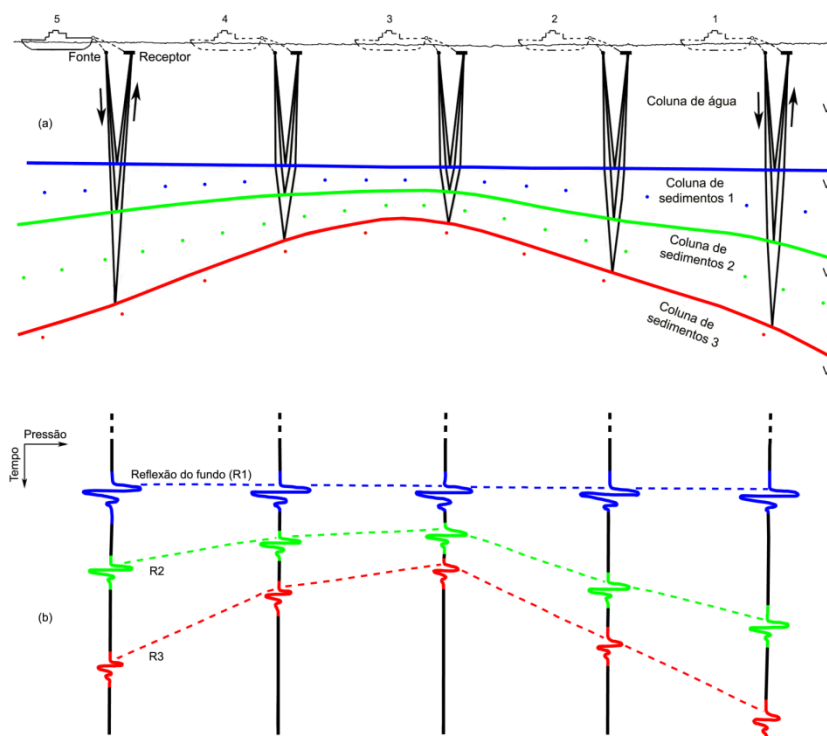 5 4 3 2 1
Fonte Receptor
Coluna de água
(a)
V
V
Coluna de
sedimentos 1
Coluna de
sedimentos 2
V
Coluna de
sedimentos 3
V
Pressão
Tempo
Reflexão do fundo (R1)
R2
(b)
R3